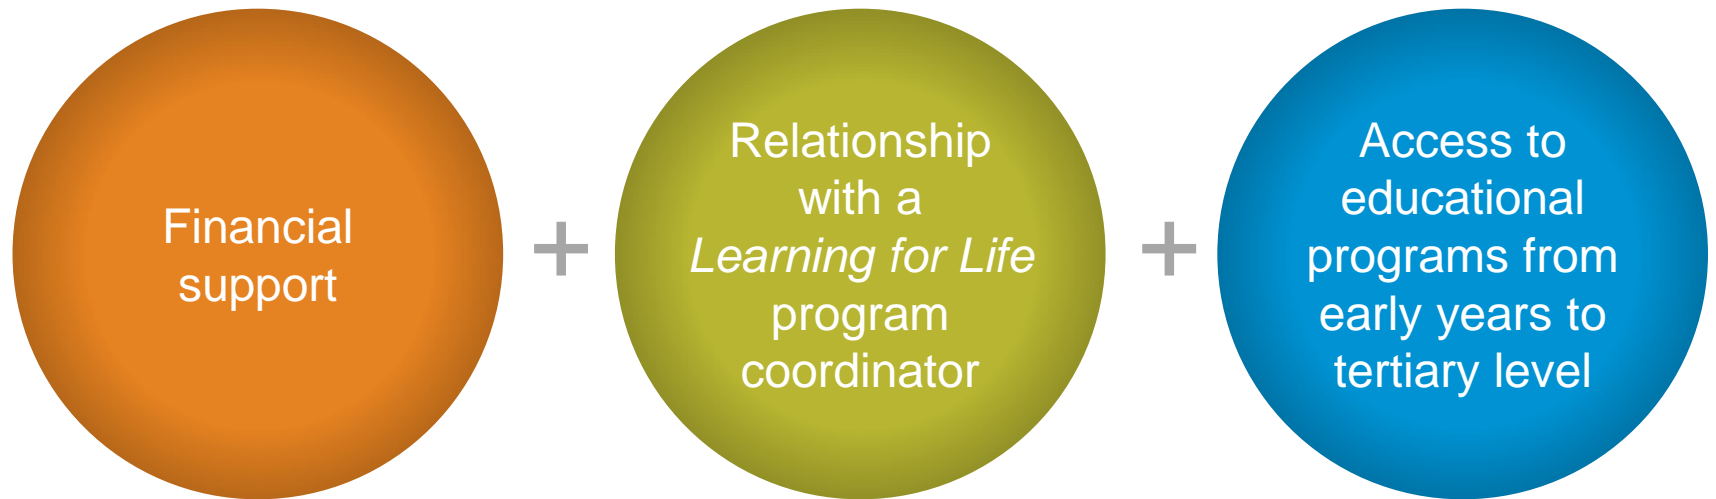 Financial
support
+
Relationship
with a
Learning for Life
program
coordinator
+
Access to
educational
programs from
early years to
tertiary level